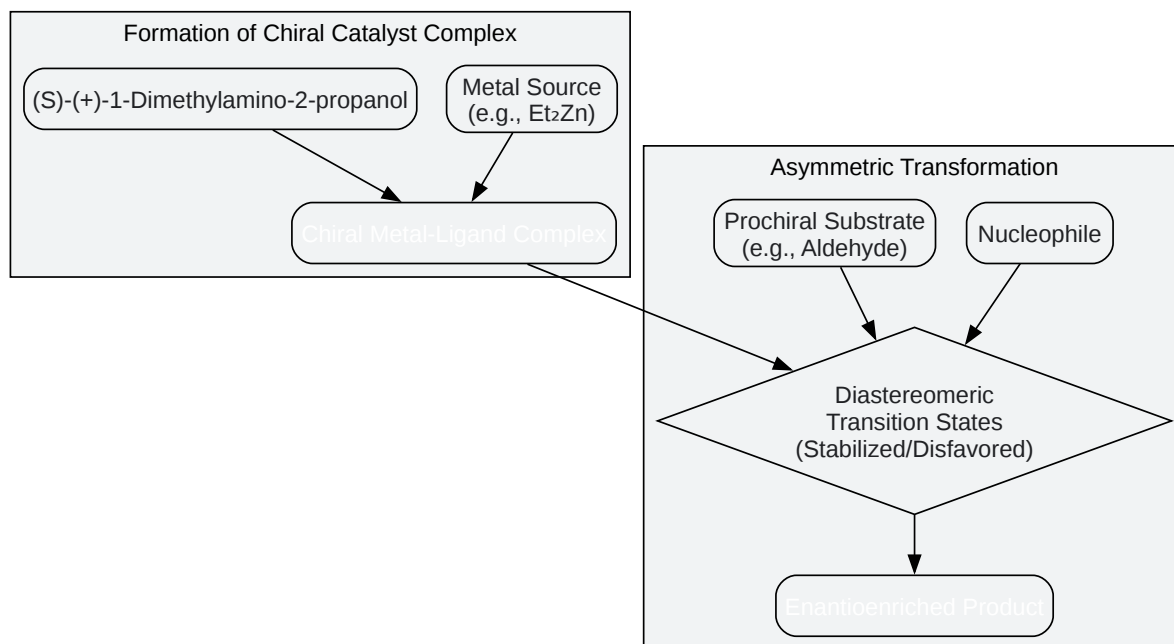 Formation of Chiral Catalyst Complex
(S)-(+)-1-Dimethylamino-2-propanol
Metal Source
(e.g., Et₂Zn)
Chiral Metal-Ligand Complex
Asymmetric Transformation
Prochiral Substrate
(e.g., Aldehyde)
Nucleophile
Diastereomeric
Transition States
(Stabilized/Disfavored)
Enantioenriched Product